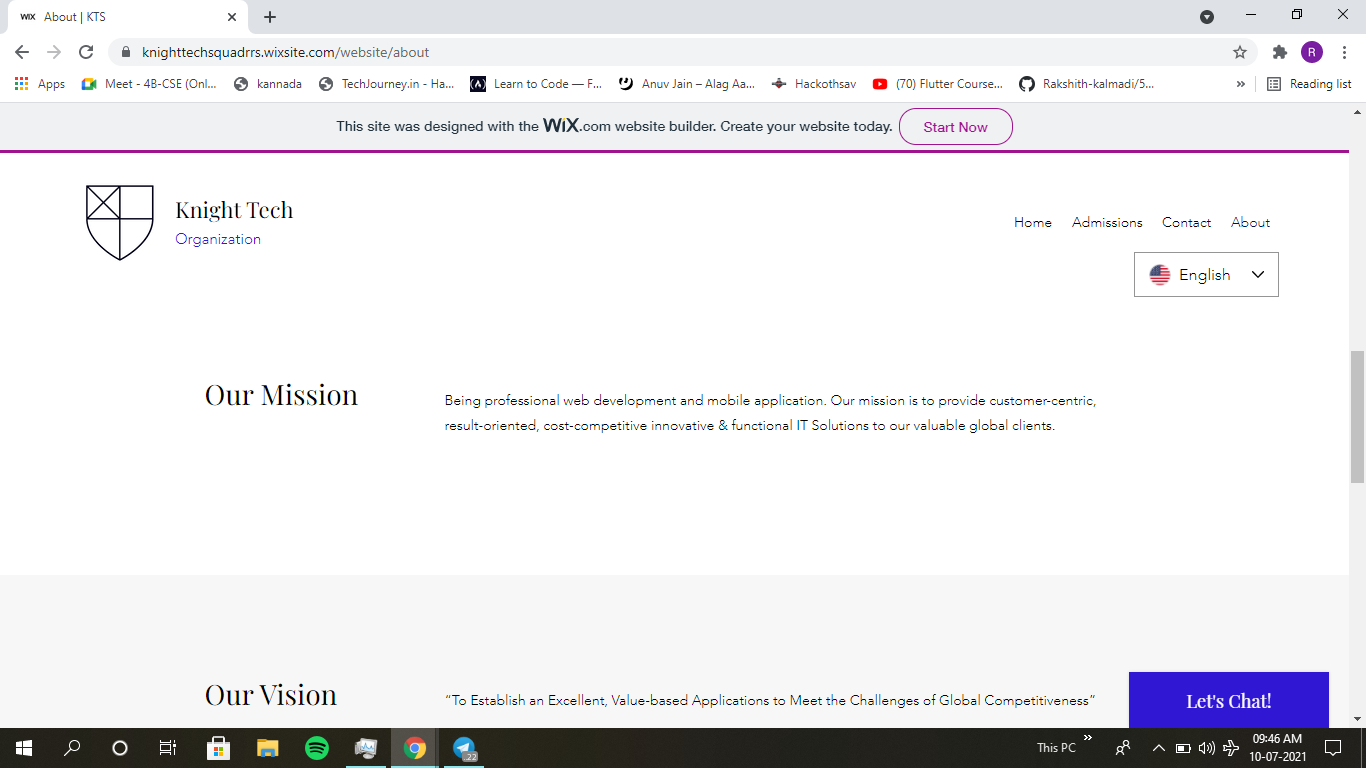 WiX About | KTS
knighttechsquadrrs.wixsite.com/website/about
R
Apps Meet - 4B-CSE (Onl... kannada TechJourney.in - Ha... Learn to Code — F... Anuv Jain – Alag Aa... Hackothsav (70) Flutter Course... Rakshith-kalmadi/5... » Reading list
This site was designed with the WiX.com website builder. Create your website today. Start Now
Knight Tech
Organization
Home Admissions Contact About
English
Our Mission
Being professional web development and mobile application. Our mission is to provide customer-centric,
result-oriented, cost-competitive innovative & functional IT Solutions to our valuable global clients.
Our Vision
“To Establish an Excellent, Value-based Applications to Meet the Challenges of Global Competitiveness”
Let's Chat!
22
This PC »
09:46 AM
10-07-2021